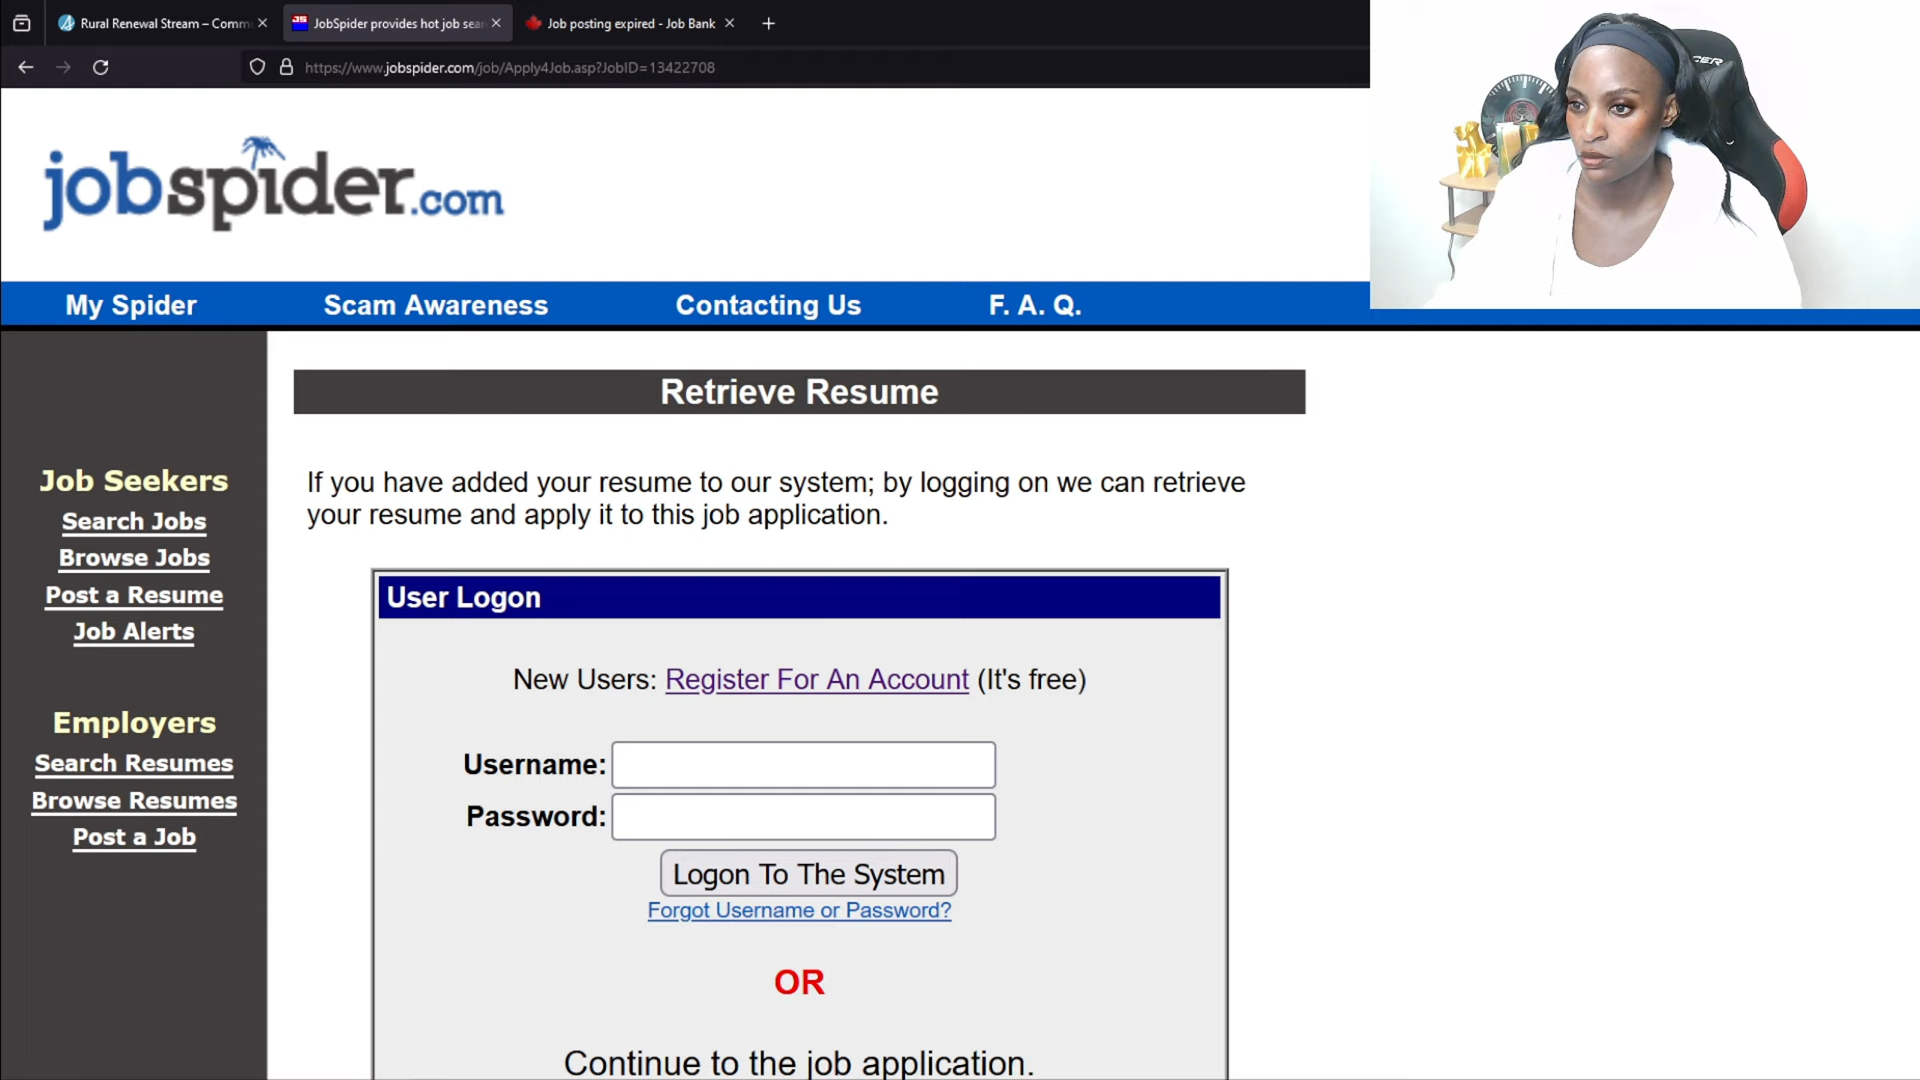 Rural Renewal Stream – Comm
JobSpider provides hot job sea
Job posting expired - Job Bank
https://www.jobspider.com/job/Apply4Job.asp?JobID=13422708
jobspider.com
My Spider
Scam Awareness
Contacting Us
F. A. Q.
Retrieve Resume
If you have added your resume to our system; by logging on we can retrieve
your resume and apply it to this job application.
Job Seekers
Search Jobs
Browse Jobs
Post a Resume
Job Alerts
Employers
Search Resumes
Browse Resumes
Post a Job
User Logon
New Users: Register For An Account (It's free)
Username:
Password:
Logon To The System
Forgot Username or Password?
OR
Continue to the job application.